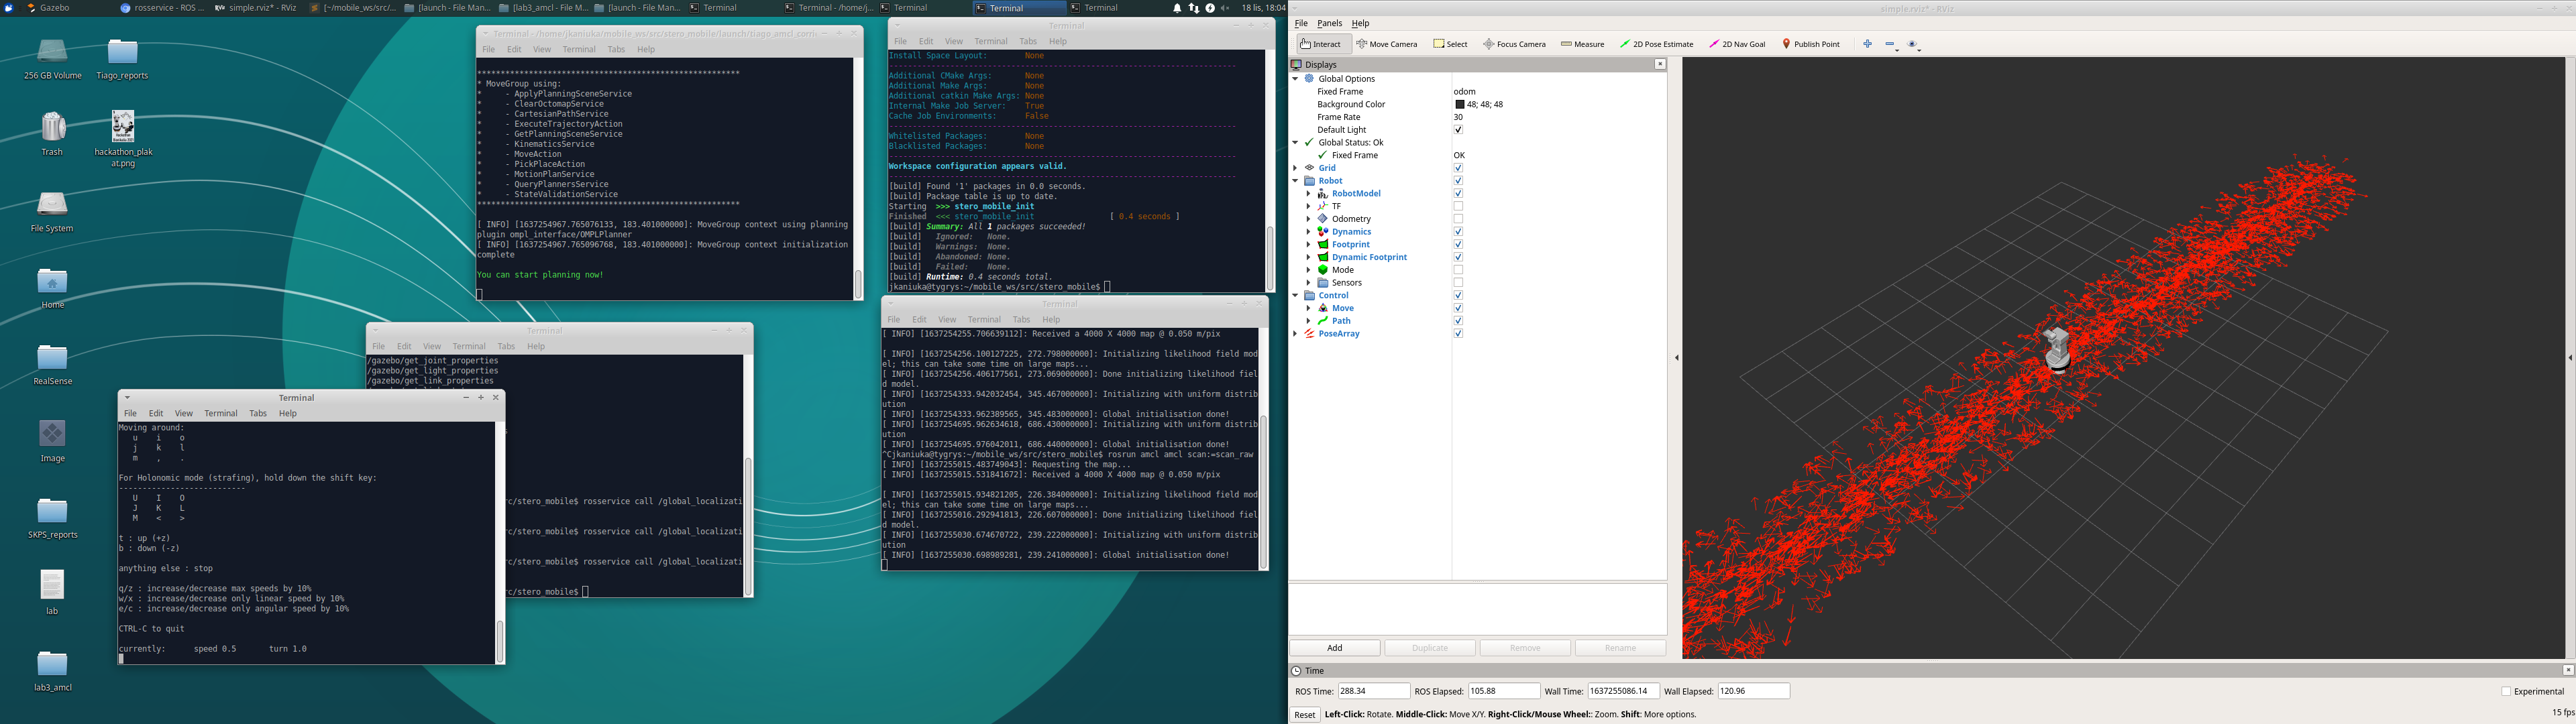 Gazebo
rosservice - ROS ...
simple.rviz* - RViz
[~/mobile_ws/src/...
[launch - File Man...
[lab3_amcl - File M...
[launch - File Man...
Terminal
Terminal - /home/j...
Terminal
Terminal
Terminal
18 lis, 18:04
256 GB Volume
Tiago_reports
Trash
hackathon_plak
at.png
File System
Home
RealSense
Image
SKPS_reports
lab
lab3_amcl
Terminal - /home/jkaniuka/mobile_ws/src/stero_mobile/launch/tiago_amcl_corri
File Edit View Terminal Tabs Help
********************************************************
* MoveGroup using:
*     - ApplyPlanningSceneService
*     - ClearOctomapService
*     - CartesianPathService
*     - ExecuteTrajectoryAction
*     - GetPlanningSceneService
*     - KinematicsService
*     - MoveAction
*     - PickPlaceAction
*     - MotionPlanService
*     - QueryPlannersService
*     - StateValidationService
********************************************************
[ INFO] [1637254967.765076133, 183.401000000]: MoveGroup context using planning
plugin ompl_interface/OMPLPlanner
[ INFO] [1637254967.765096768, 183.401000000]: MoveGroup context initialization
complete
You can start planning now!
Terminal
File Edit View Terminal Tabs Help
/gazebo/get_joint_properties
/gazebo/get_light_properties
/gazebo/get_link_properties
rc/stero_mobile$ rosservice call /global_localizati
rc/stero_mobile$ rosservice call /global_localizati
rc/stero_mobile$ rosservice call /global_localizati
rc/stero_mobile$
Terminal
File Edit View Terminal Tabs Help
Moving around:
u    i    o
j    k    l
m    ,    .
For Holonomic mode (strafing), hold down the shift key:
---------------------------
U    I    O
J    K    L
M    <    >
t : up (+z)
b : down (-z)
anything else : stop
q/z : increase/decrease max speeds by 10%
w/x : increase/decrease only linear speed by 10%
e/c : increase/decrease only angular speed by 10%
CTRL-C to quit
currently:      speed 0.5       turn 1.0
Terminal
File Edit View Terminal Tabs Help
Install Space Layout:        None
Additional CMake Args:       None
Additional Make Args:        None
Additional catkin Make Args: None
Internal Make Job Server:    True
Cache Job Environments:      False
Whitelisted Packages:        None
Blacklisted Packages:        None
Workspace configuration appears valid.
[build] Found '1' packages in 0.0 seconds.
[build] Package table is up to date.
Starting  >>> stero_mobile_init
Finished  <<< stero_mobile_init                [ 0.4 seconds ]
[build] Summary: All 1 packages succeeded!
[build]   Ignored:   None.
[build]   Warnings:  None.
[build]   Abandoned: None.
[build]   Failed:    None.
[build] Runtime: 0.4 seconds total.
jkaniuka@tygrys:~/mobile_ws/src/stero_mobile$
Terminal
File Edit View Terminal Tabs Help
[ INFO] [1637254255.706639112]: Received a 4000 X 4000 map @ 0.050 m/pix
[ INFO] [1637254256.100127225, 272.798000000]: Initializing likelihood field mod
el; this can take some time on large maps...
[ INFO] [1637254256.406177561, 273.069000000]: Done initializing likelihood fiel
d model.
[ INFO] [1637254333.942032454, 345.467000000]: Initializing with uniform distrib
ution
[ INFO] [1637254333.962389565, 345.483000000]: Global initialisation done!
[ INFO] [1637254695.962634618, 686.430000000]: Initializing with uniform distrib
ution
[ INFO] [1637254695.976042011, 686.440000000]: Global initialisation done!
^Cjkaniuka@tygrys:~/mobile_ws/src/stero_mobile$ rosrun amcl amcl scan:=scan_raw
[ INFO] [1637255015.483749043]: Requesting the map...
[ INFO] [1637255015.531841672]: Received a 4000 X 4000 map @ 0.050 m/pix
[ INFO] [1637255015.934821205, 226.384000000]: Initializing likelihood field mod
el; this can take some time on large maps...
[ INFO] [1637255016.292941813, 226.607000000]: Done initializing likelihood fiel
d model.
[ INFO] [1637255030.674670722, 239.222000000]: Initializing with uniform distrib
ution
[ INFO] [1637255030.698989281, 239.241000000]: Global initialisation done!
simple.rviz* - RViz
File Panels Help
Interact Move Camera Select Focus Camera Measure 2D Pose Estimate 2D Nav Goal Publish Point
Displays
Global Options
Fixed Frame odom
Background Color 48; 48; 48
Frame Rate 30
Default Light
Global Status: Ok
Fixed Frame OK
Grid
Robot
RobotModel
TF
Odometry
Dynamics
Footprint
Dynamic Footprint
Mode
Sensors
Control
Move
Path
PoseArray
Add Duplicate Remove Rename
Time
ROS Time: 288.34 ROS Elapsed: 105.88 Wall Time: 1637255086.14 Wall Elapsed: 120.96 Experimental
Reset Left-Click: Rotate. Middle-Click: Move X/Y. Right-Click/Mouse Wheel:: Zoom. Shift: More options. 15 fps